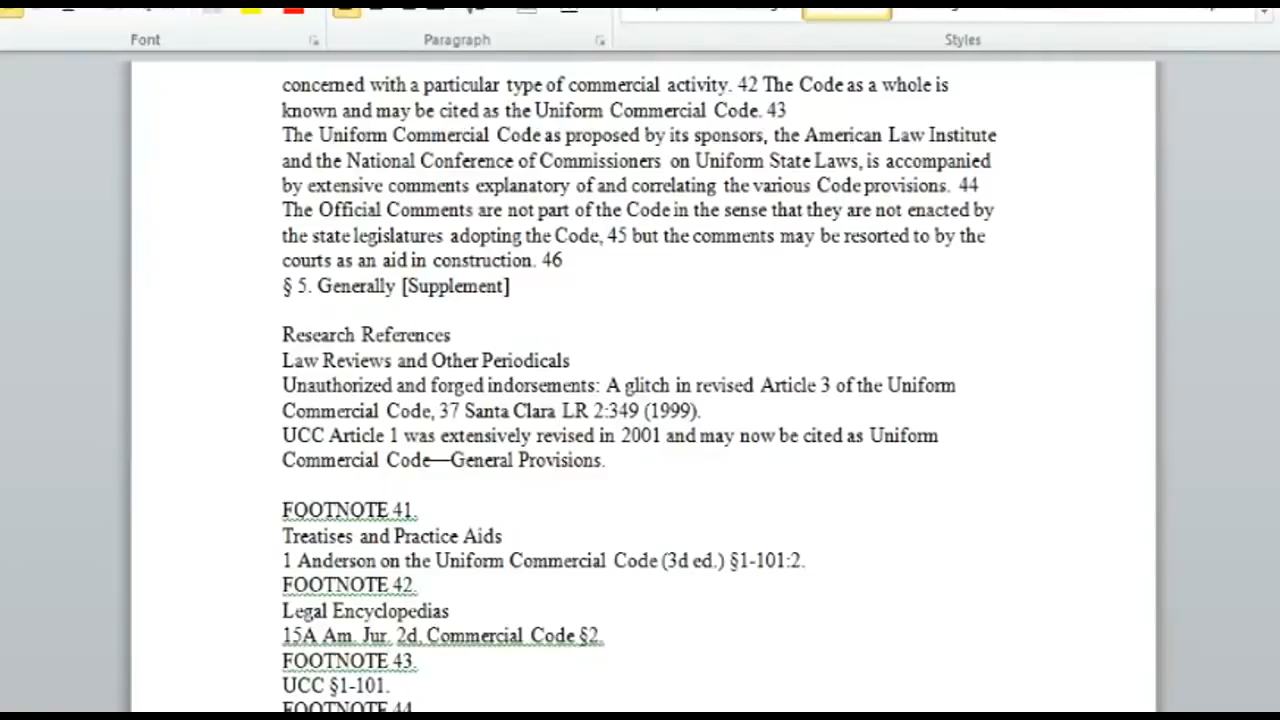 Font
Paragraph
Styles
concerned with a particular type of commercial activity. 42 The Code as a whole is
known and may be cited as the Uniform Commercial Code. 43
The Uniform Commercial Code as proposed by its sponsors, the American Law Institute
and the National Conference of Commissioners on Uniform State Laws, is accompanied
by extensive comments explanatory of and correlating the various Code provisions. 44
The Official Comments are not part of the Code in the sense that they are not enacted by
the state legislatures adopting the Code, 45 but the comments may be resorted to by the
courts as an aid in construction. 46
§ 5. Generally [Supplement]
Research References
Law Reviews and Other Periodicals
Unauthorized and forged indorsements: A glitch in revised Article 3 of the Uniform
Commercial Code, 37 Santa Clara LR 2:349 (1999).
UCC Article 1 was extensively revised in 2001 and may now be cited as Uniform
Commercial Code—General Provisions.
FOOTNOTE 41.
Treatises and Practice Aids
1 Anderson on the Uniform Commercial Code (3d ed.) §1-101:2.
FOOTNOTE 42.
Legal Encyclopedias
15A Am. Jur. 2d, Commercial Code §2.
FOOTNOTE 43.
UCC §1-101.
FOOTNOTE 44